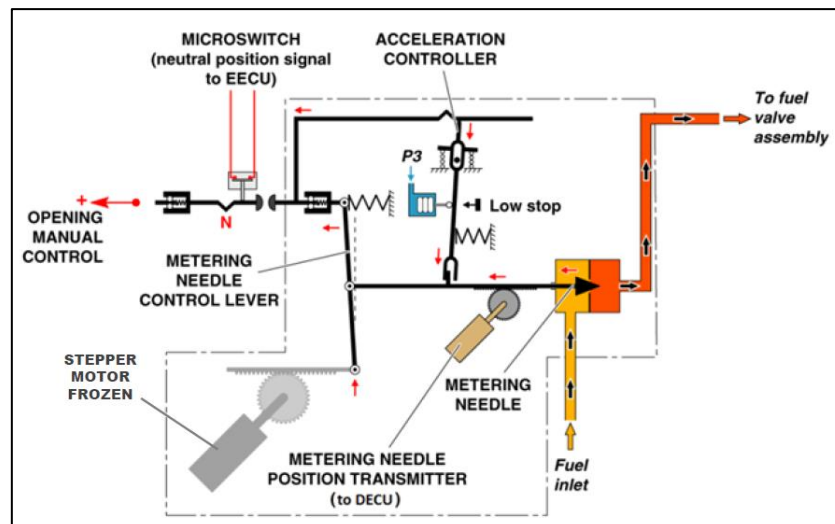 MICROSWITCH
(neutral position signal
to EECU)
ACCELERATION
CONTROLLER
To fuel
valve
assembly
P3
+
Low stop
OPENING
MANUAL
CONTROL
N
METERING
NEEDLE
CONTROL LEVER
STEPPER
MOTOR
FROZEN
METERING
NEEDLE
METERING NEEDLE
POSITION TRANSMITTER
(to DECU)
Fuel
inlet